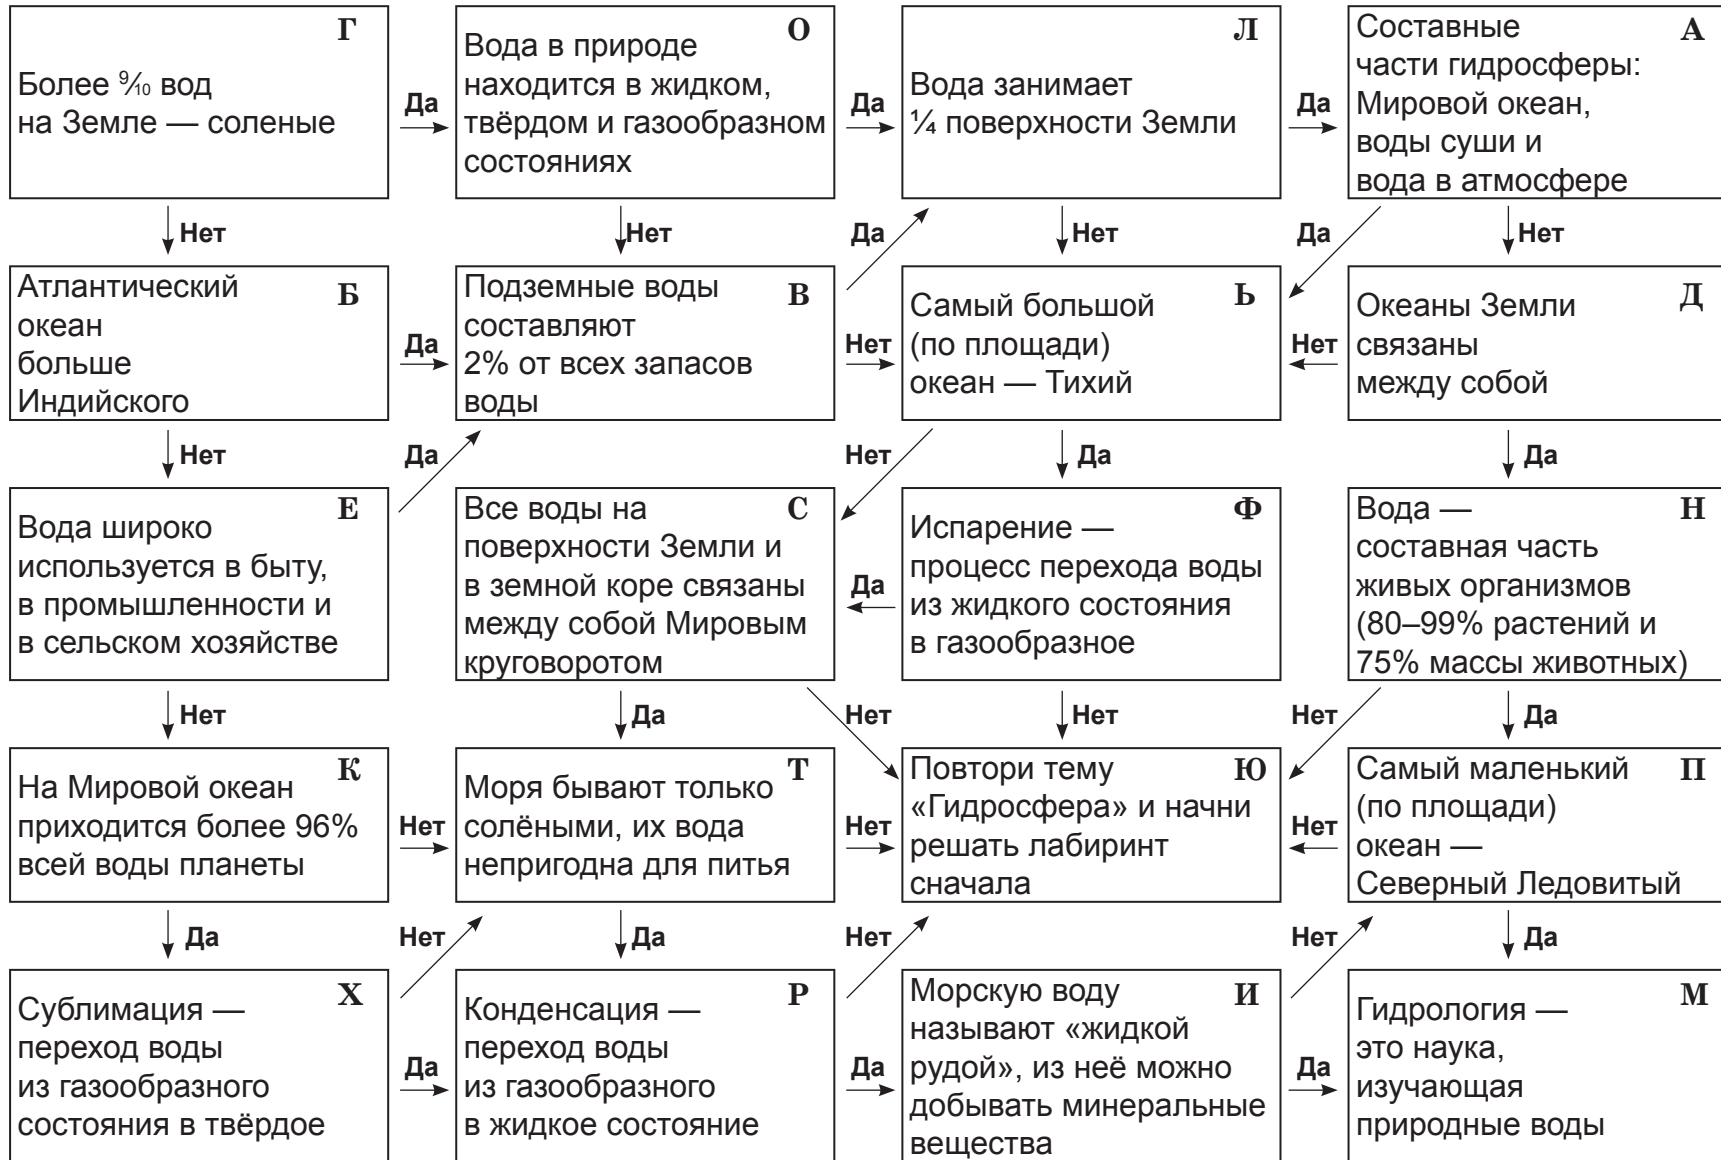 Г
Более 9/10 вод
на Земле — соленые
Да
О
Вода в природе
находится в жидком,
твёрдом и газообразном
состояниях
Да
Л
Вода занимает
¼ поверхности Земли
Да
А
Составные
части гидросферы:
Мировой океан,
воды суши и
вода в атмосфере
Нет
Нет
Да
Нет
Да
Нет
Б
Атлантический
океан
больше
Индийского
Да
В
Подземные воды
составляют
2% от всех запасов
воды
Нет
Ь
Самый большой
(по площади)
океан — Тихий
Нет
Д
Океаны Земли
связаны
между собой
Нет
Да
Нет
Да
Да
Е
Вода широко
используется в быту,
в промышленности и
в сельском хозяйстве
С
Все воды на
поверхности Земли и
в земной коре связаны
между собой Мировым
круговоротом
Да
Ф
Испарение —
процесс перехода воды
из жидкого состояния
в газообразное
Н
Вода —
составная часть
живых организмов
(80–99% растений и
75% массы животных)
Нет
Да
Нет
Нет
Нет
Да
К
На Мировой океан
приходится более 96%
всей воды планеты
Нет
Т
Моря бывают только
солёными, их вода
непригодна для питья
Нет
Ю
Повтори тему
«Гидросфера» и начни
решать лабиринт
сначала
Нет
П
Самый маленький
(по площади)
океан —
Северный Ледовитый
Да
Нет
Да
Нет
Нет
Да
Х
Сублимация —
переход воды
из газообразного
состояния в твёрдое
Да
Р
Конденсация —
переход воды
из газообразного
в жидкое состояние
Да
И
Морскую воду
называют «жидкой
рудой», из неё можно
добывать минеральные
вещества
Да
М
Гидрология —
это наука,
изучающая
природные воды